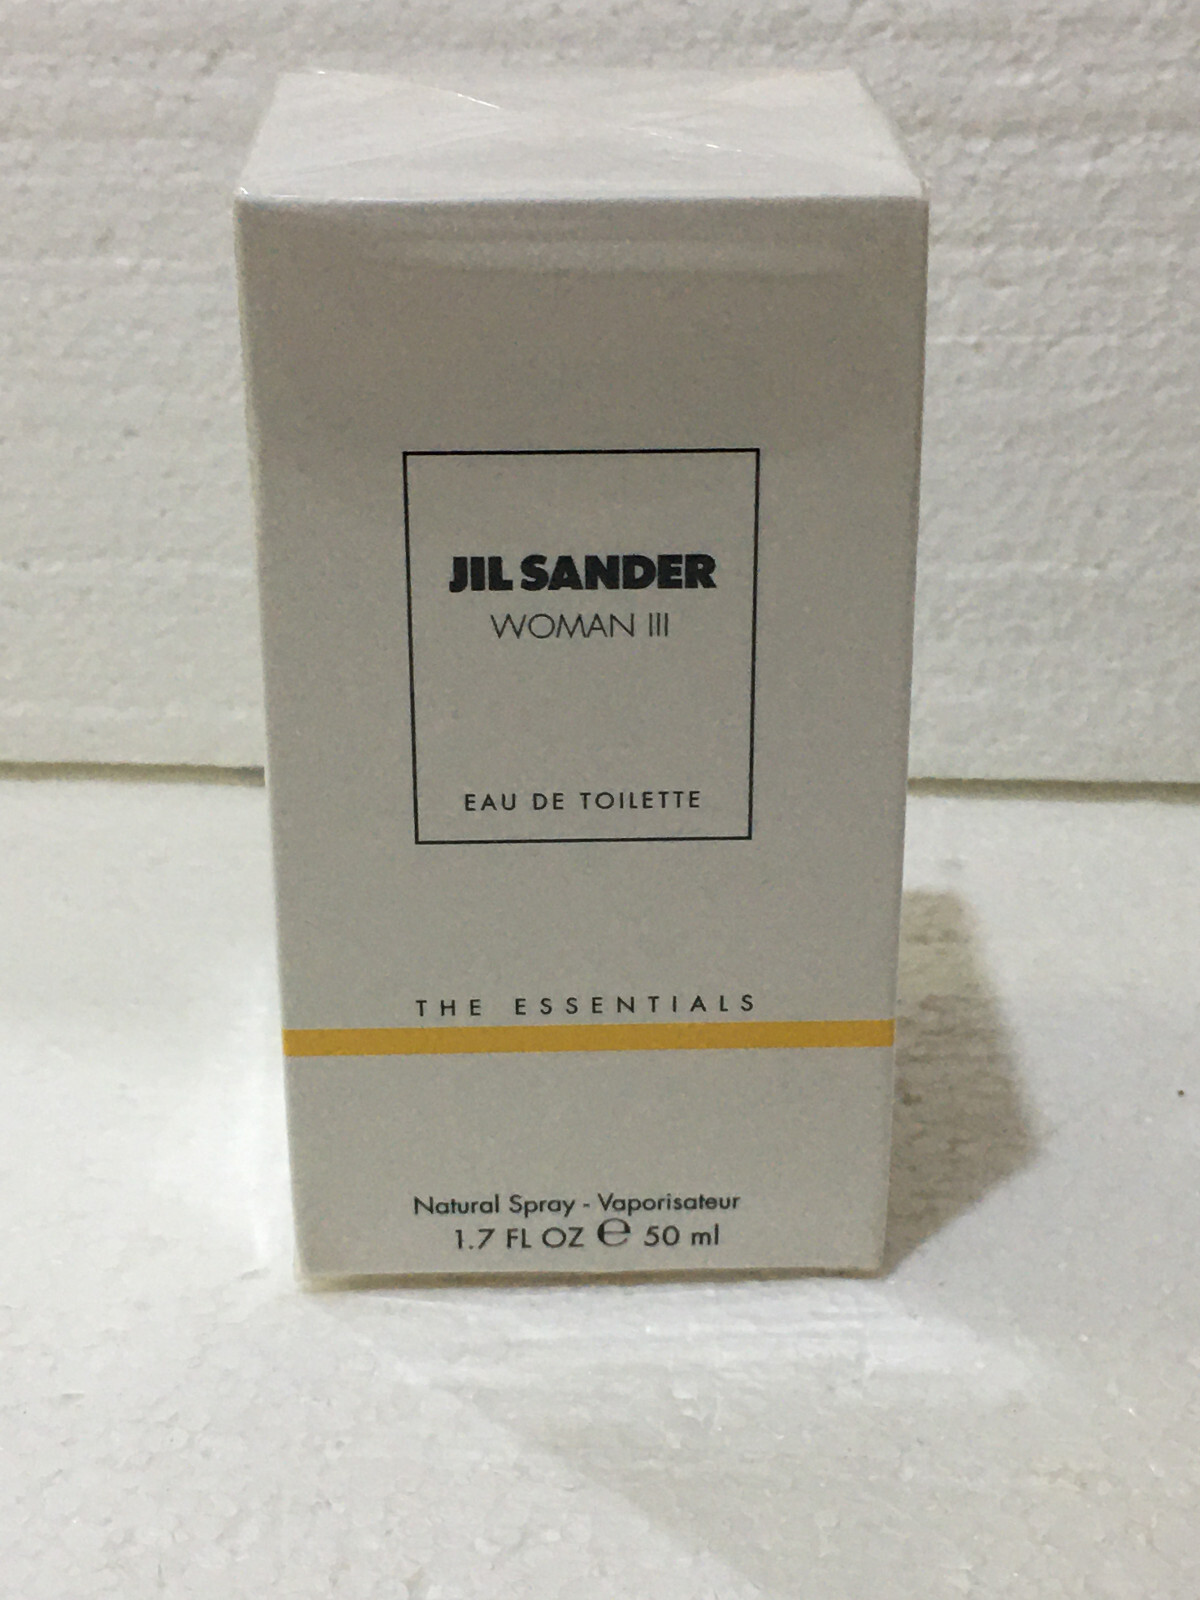 JIL SANDER
WOMAN III
EAU DE TOILETTE
THE ESSENTIALS
Natural Spray - Vaporisateur
1.7 FL OZ ℮ 50 ml